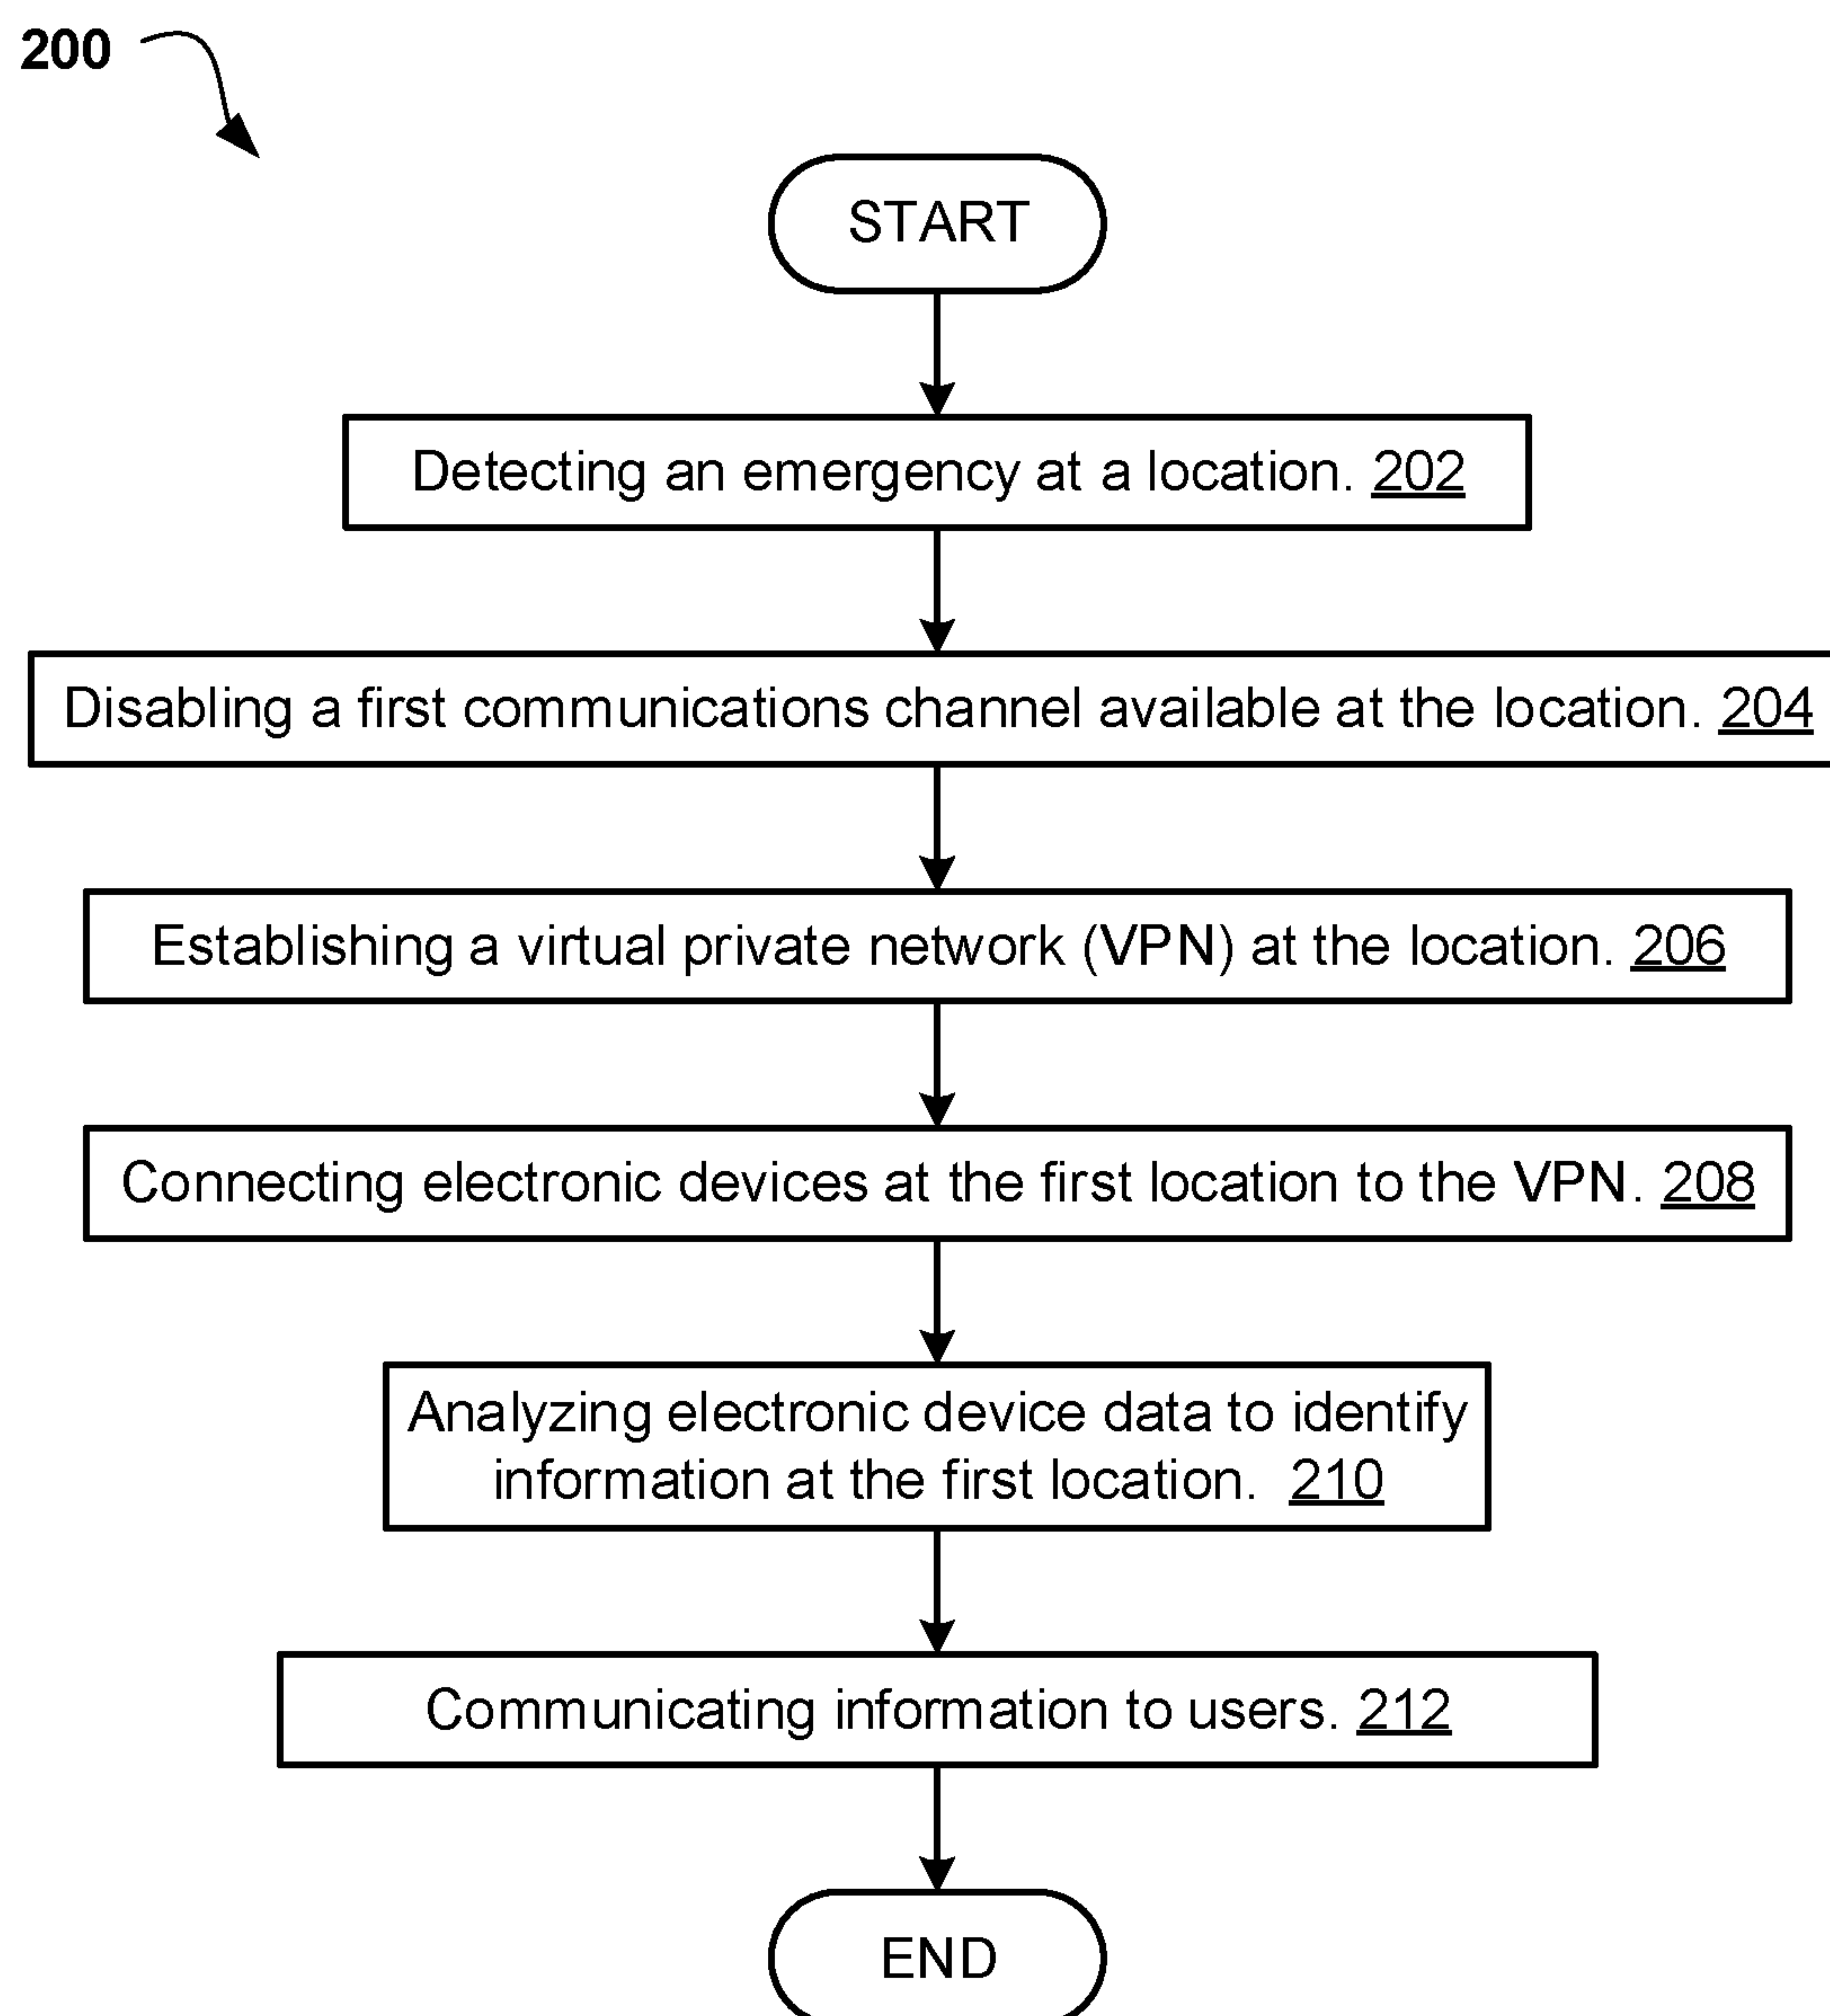 200
START
Detecting an emergency at a location. 202
Disabling a first communications channel available at the location. 204
Establishing a virtual private network (VPN) at the location. 206
Connecting electronic devices at the first location to the VPN. 208
Analyzing electronic device data to identify
information at the first location. 210
Communicating information to users. 212
END